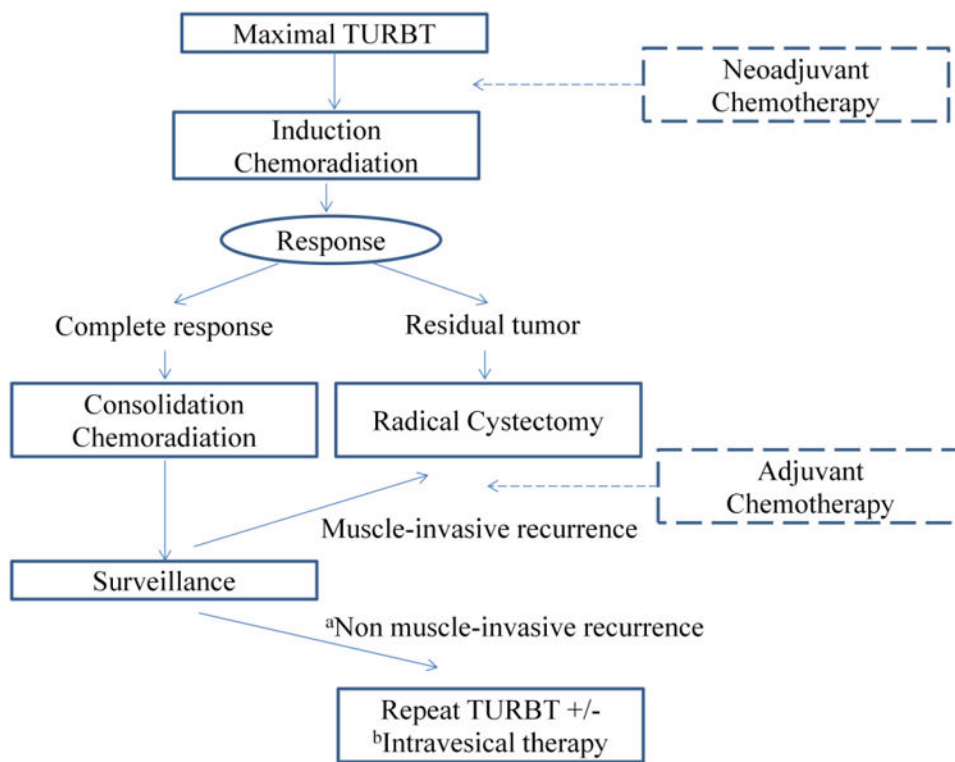 Maximal TURBT
Neoadjuvant
Chemotherapy
Induction
Chemoradiation
Response
Complete response
Residual tumor
Consolidation
Chemoradiation
Radical Cystectomy
Adjuvant
Chemotherapy
Muscle-invasive recurrence
Surveillance
ᵃNon muscle-invasive recurrence
Repeat TURBT +/-
ᵇIntravesical therapy